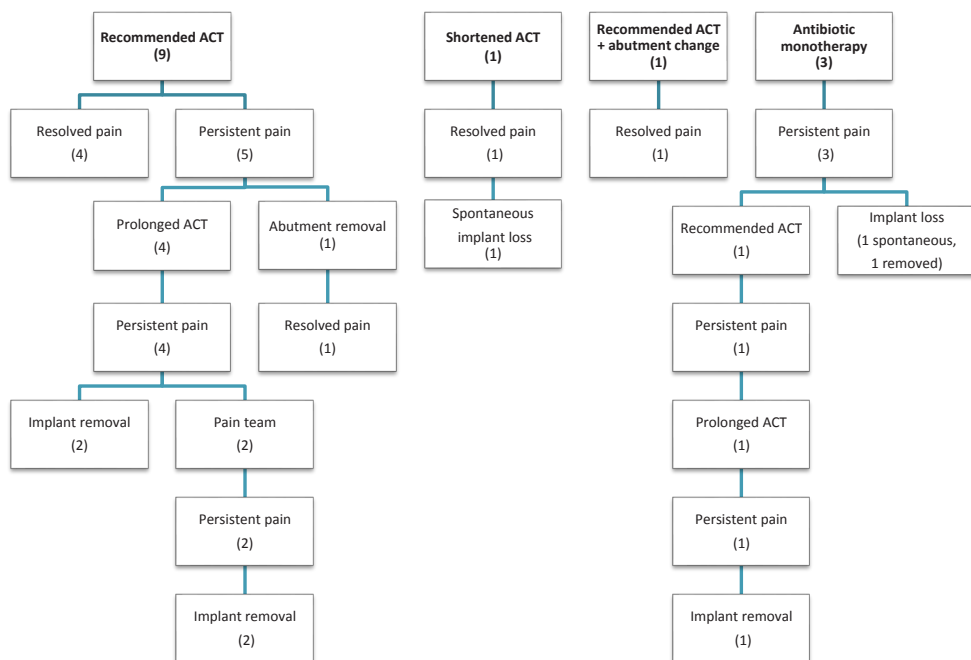 Recommended ACT
(9)
Resolved pain
(4)
Persistent pain
(5)
Prolonged ACT
(4)
Abutment removal
(1)
Persistent pain
(4)
Resolved pain
(1)
Implant removal
(2)
Pain team
(2)
Persistent pain
(2)
Implant removal
(2)
Shortened ACT
(1)
Resolved pain
(1)
Spontaneous
implant loss
(1)
Recommended ACT
+ abutment change
(1)
Resolved pain
(1)
Antibiotic
monotherapy
(3)
Persistent pain
(3)
Recommended ACT
(1)
Implant loss
(1 spontaneous,
1 removed)
Persistent pain
(1)
Prolonged ACT
(1)
Persistent pain
(1)
Implant removal
(1)